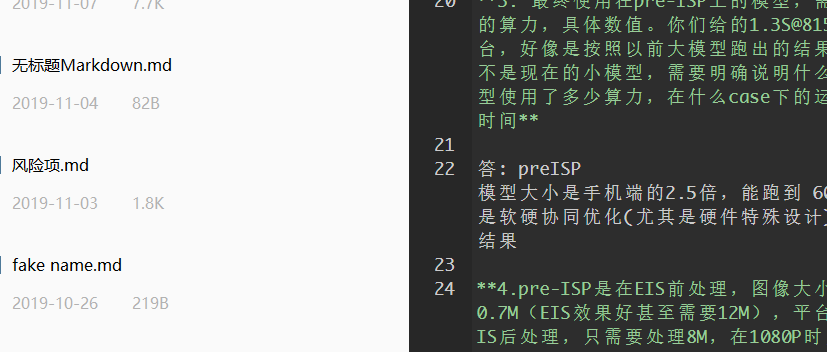 2019-11-07 7.7K
无标题Markdown.md
2019-11-04 82B
风险项.md
2019-11-03 1.8K
fake name.md
2019-10-26 219B
20 **3. 最终使用在pre-ISP上的模型，需
的算力，具体数值。你们给的1.3S@815
台，好像是按照以前大模型跑出的结果
不是现在的小模型，需要明确说明什么
型使用了多少算力，在什么case下的运
时间**
21
22 答: preISP
模型大小是手机端的2.5倍，能跑到 60
是软硬协同优化(尤其是硬件特殊设计)
结果
23
24 **4.pre-ISP是在EIS前处理，图像大小
0.7M（EIS效果好甚至需要12M），平台
IS后处理，只需要处理8M，在1080P时